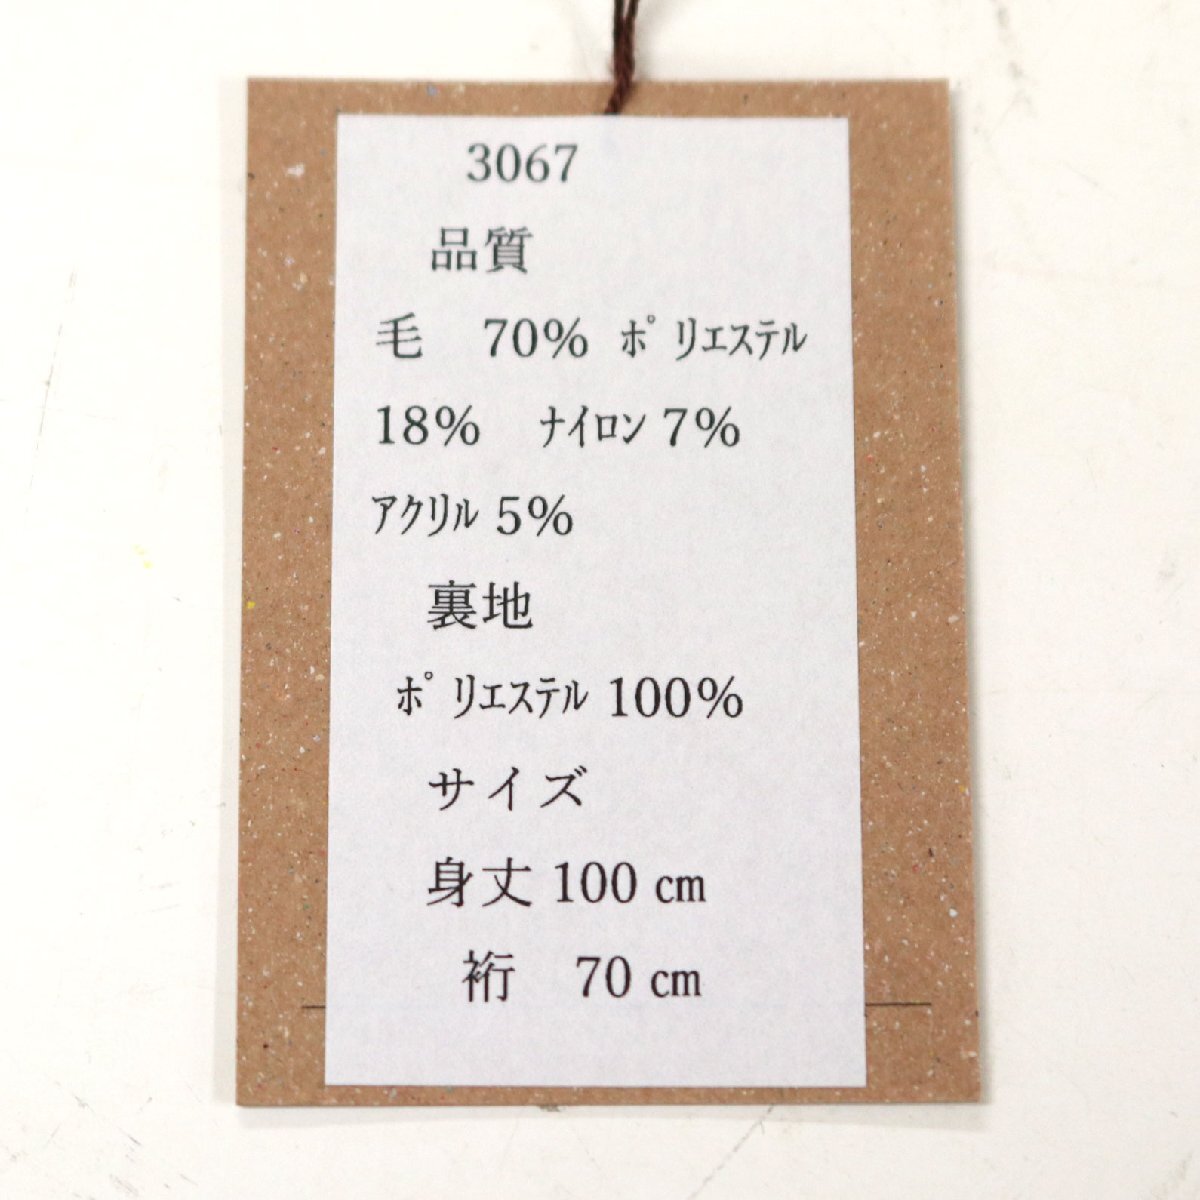 3067
品質
毛　70% ﾎﾟﾘｴｽﾃﾙ
18%　ﾅｲﾛﾝ 7%
ｱｸﾘﾙ 5%
裏地
ﾎﾟﾘｴｽﾃﾙ 100%
サイズ
身丈 100 ㎝
裄　70 ㎝